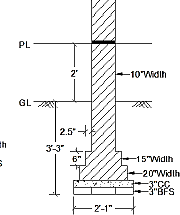 PL
2'
10"Width
GL
2.5"
3'-3"
6"
15"Width
20"Width
3"CC
3"BFS
2'-1"